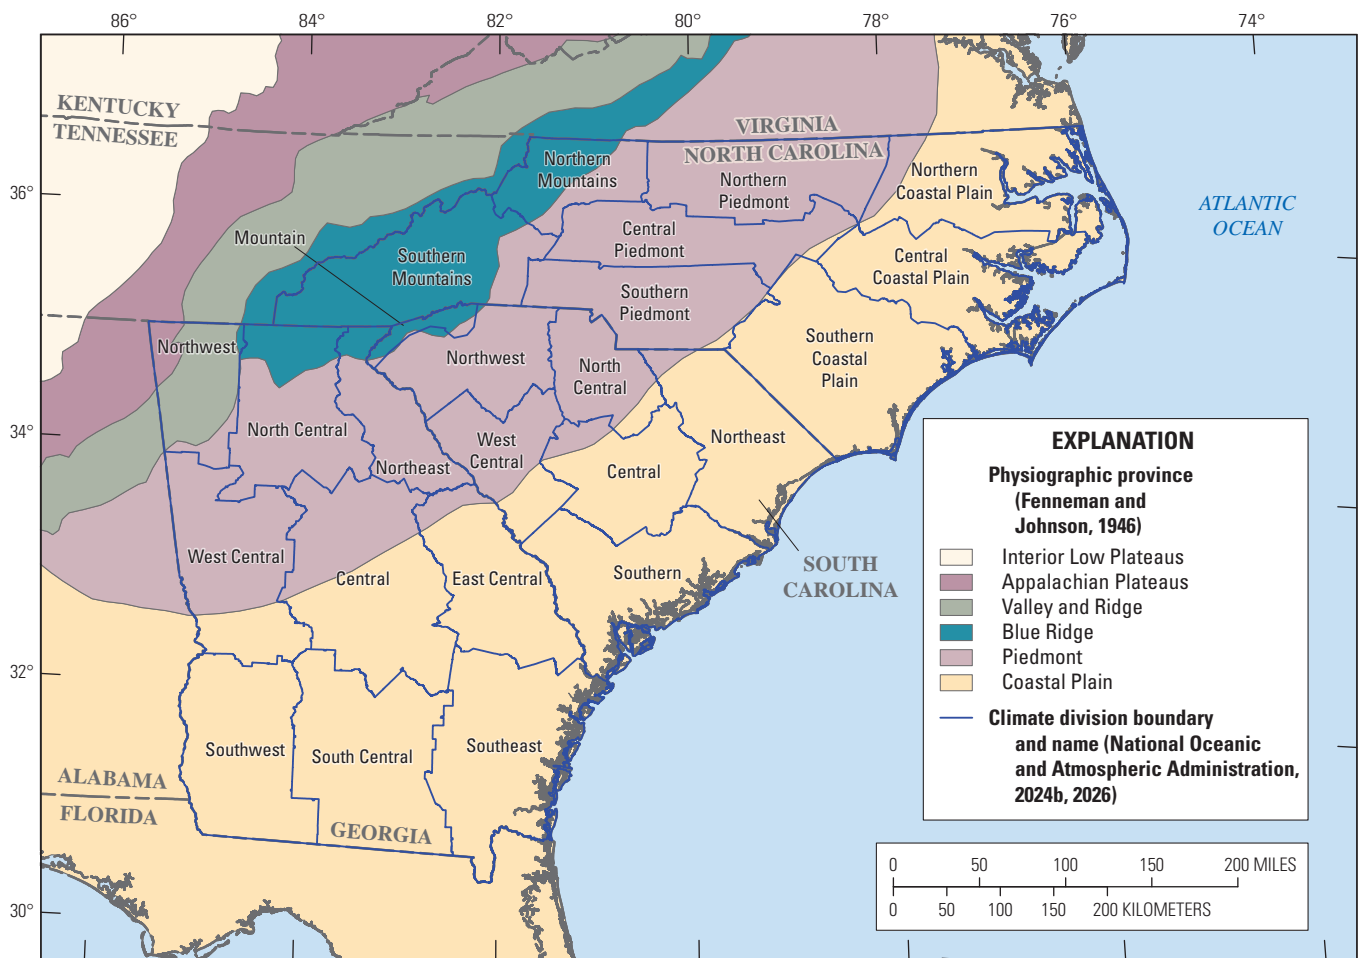 86°
84°
82°
80°
78°
76°
74°
KENTUCKY
TENNESSEE
VIRGINIA
NORTH CAROLINA
36°
Northern
Mountains
Northern
Piedmont
Northern
Coastal Plain
ATLANTIC
OCEAN
Mountain
Southern
Mountains
Central
Piedmont
Central
Coastal Plain
Southern
Piedmont
Northwest
Northwest
North
Central
Southern
Coastal
Plain
34°
North Central
Northeast
West
Central
Central
Northeast
West Central
Central
East Central
Southern
SOUTH
CAROLINA
32°
Southwest
South Central
Southeast
ALABAMA
FLORIDA
GEORGIA
30°
EXPLANATION
Physiographic province
(Fenneman and
Johnson, 1946)
Interior Low Plateaus
Appalachian Plateaus
Valley and Ridge
Blue Ridge
Piedmont
Coastal Plain
Climate division boundary
and name (National Oceanic
and Atmospheric Administration,
2024b, 2026)
0 50 100 150 200 MILES
0 50 100 150 200 KILOMETERS